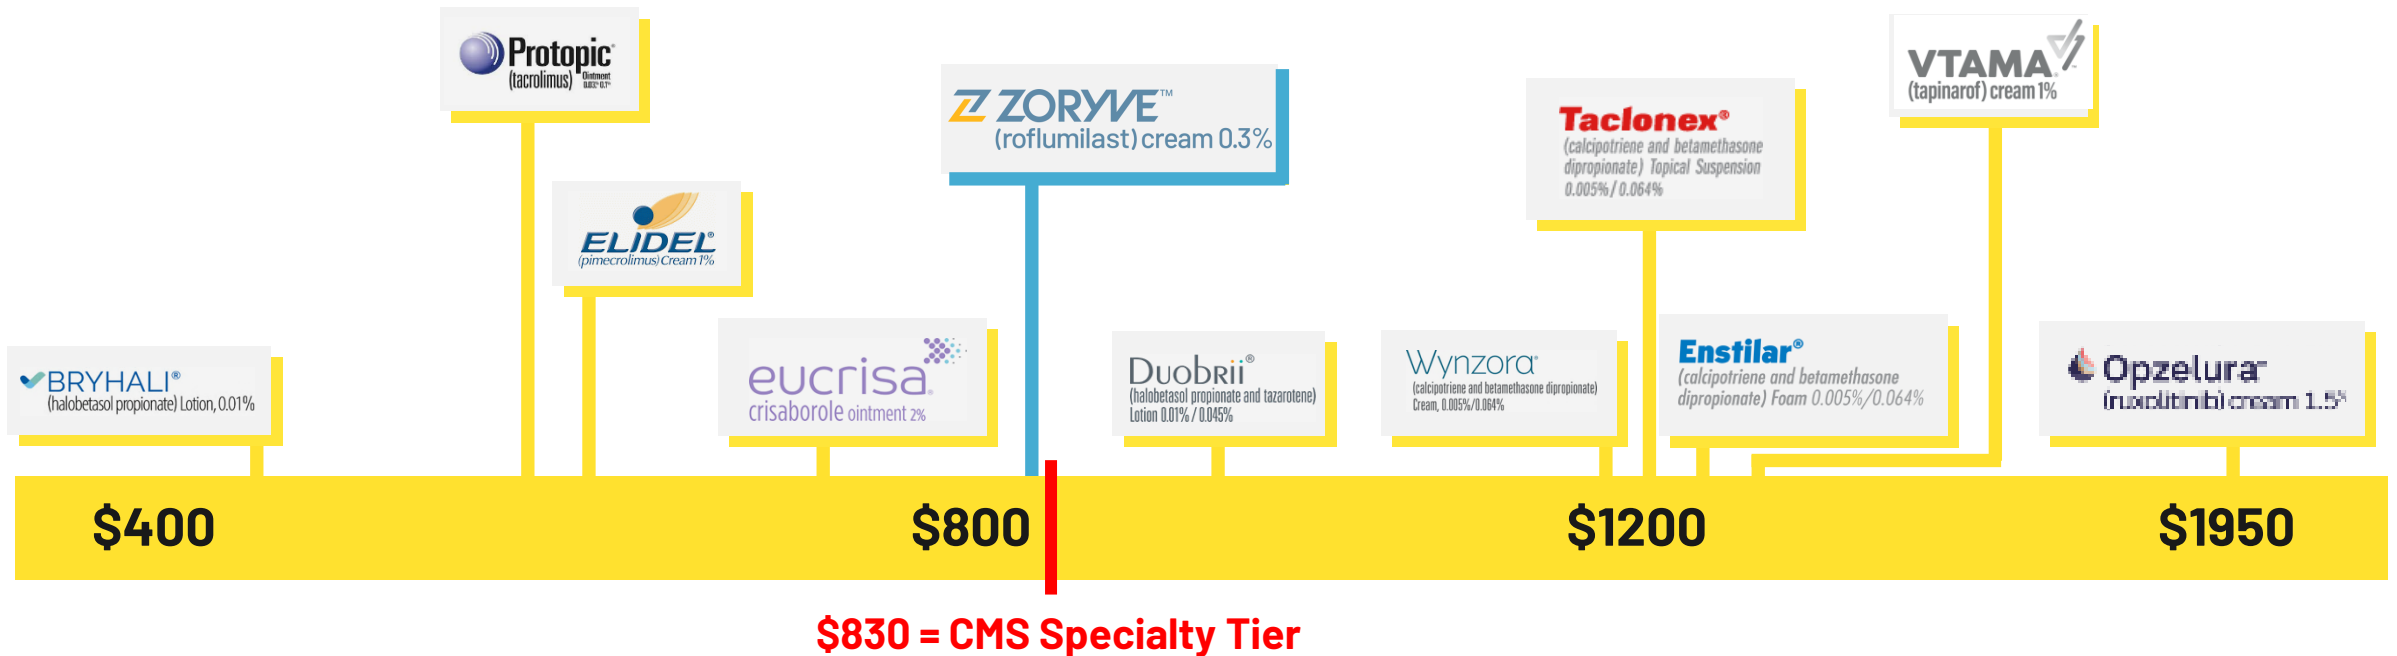 Protopic®
(tacrolimus)
Ointment
ZORYVE™
(roflumilast) cream 0.3%
VTAMA
(tapinarof) cream 1%
Taclonex®
(calcipotriene and betamethasone
dipropionate) Topical Suspension
0.005% / 0.064%
ELIDEL®
(pimecrolimus) Cream 1%
BRYHALI®
(halobetasol propionate) Lotion, 0.01%
eucrisa®
crisaborole ointment 2%
Duobrii®
(halobetasol propionate and tazarotene)
Lotion 0.01% / 0.045%
Wynzora®
(calcipotriene and betamethasone dipropionate)
Cream, 0.005%/0.064%
Enstilar®
(calcipotriene and betamethasone
dipropionate) Foam 0.005%/0.064%
Opzelura
(ruxolitinib) cream 1.5%
$400
$800
$1200
$1950
$830 = CMS Specialty Tier